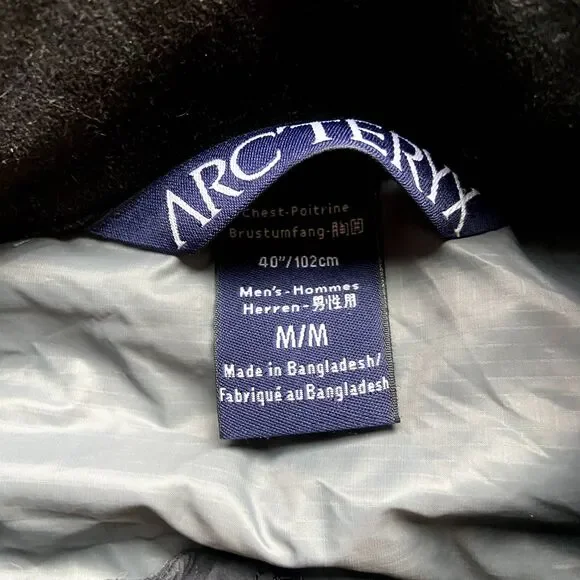 ARC'TERYX
Chest-Poitrine
Brustumfang-胸囲
40"/102cm
Men's-Hommes
Herren-男性用
M/M
Made in Bangladesh/
Fabriqué au Bangladesh